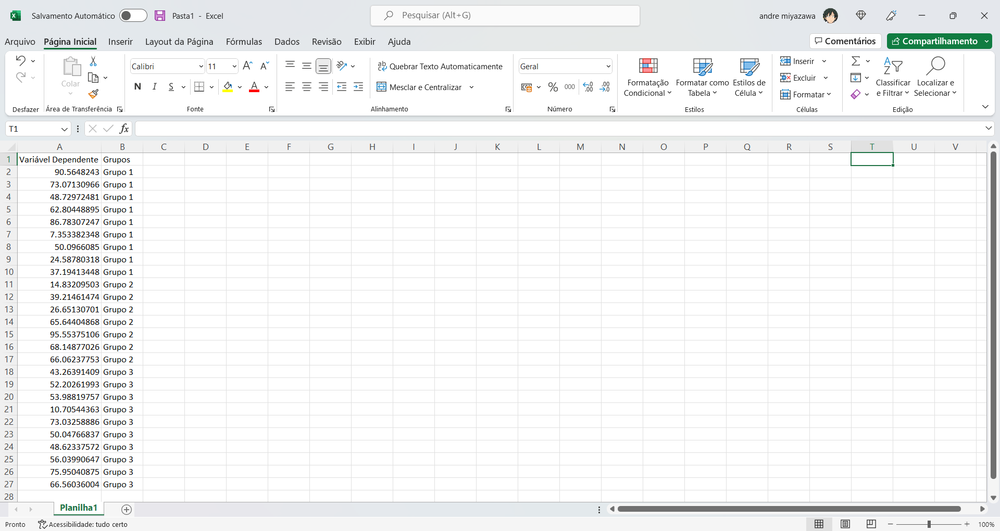 Salvamento Automático
Pasta1 - Excel
Pesquisar (Alt+G)
andre miyazawa
Arquivo
Página Inicial
Inserir
Layout da Página
Fórmulas
Dados
Revisão
Exibir
Ajuda
Comentários
Compartilhamento
Colar
Desfazer
Área de Transferência
Calibri
11
N I S
Fonte
Quebrar Texto Automaticamente
Mesclar e Centralizar
Alinhamento
Geral
% 000
Número
Formatação Condicional
Formatar como Tabela
Estilos de Célula
Estilos
Inserir
Excluir
Formatar
Células
Classificar e Filtrar
Localizar e Selecionar
Edição
T1
fx
A B C D E F G H I J K L M N O P Q R S T U V
1 Variável Dependente Grupos
2 90.5648243 Grupo 1
3 73.07130966 Grupo 1
4 48.72972481 Grupo 1
5 62.80448895 Grupo 1
6 86.78307247 Grupo 1
7 7.353382348 Grupo 1
8 50.0966085 Grupo 1
9 24.58780318 Grupo 1
10 37.19413448 Grupo 1
11 14.83209503 Grupo 2
12 39.21461474 Grupo 2
13 26.65130701 Grupo 2
14 65.64404868 Grupo 2
15 95.55375106 Grupo 2
16 68.14877026 Grupo 2
17 66.06237753 Grupo 2
18 43.26391409 Grupo 3
19 52.20261993 Grupo 3
20 53.98819757 Grupo 3
21 10.70544363 Grupo 3
22 73.03258886 Grupo 3
23 50.04766837 Grupo 3
24 48.62337572 Grupo 3
25 56.03990647 Grupo 3
26 75.95040875 Grupo 3
27 66.56036004 Grupo 3
28
Planilha1
Pronto
Acessibilidade: tudo certo
100%